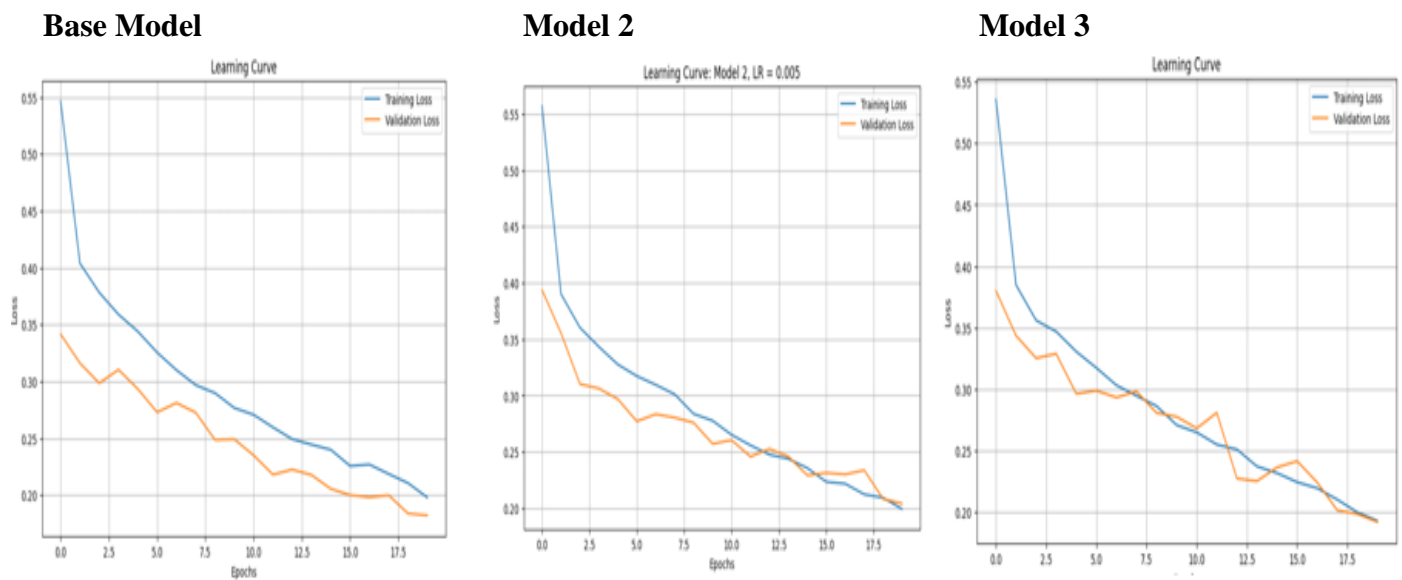 Base Model
Model 2
Model 3
Learning Curve
Training Loss
Validation Loss
0.55
0.50
0.45
0.40
0.35
0.30
0.25
0.20
Loss
0.0 2.5 5.0 7.5 10.0 12.5 15.0 17.5
Epochs
Learning Curve: Model 2, LR = 0.005
Training Loss
Validation Loss
0.55
0.50
0.45
0.40
0.35
0.30
0.25
0.20
Loss
0.0 2.5 5.0 7.5 10.0 12.5 15.0 17.5
Epochs
Learning Curve
Training Loss
Validation Loss
0.55
0.50
0.45
0.40
0.35
0.30
0.25
0.20
Loss
0.0 2.5 5.0 7.5 10.0 12.5 15.0 17.5